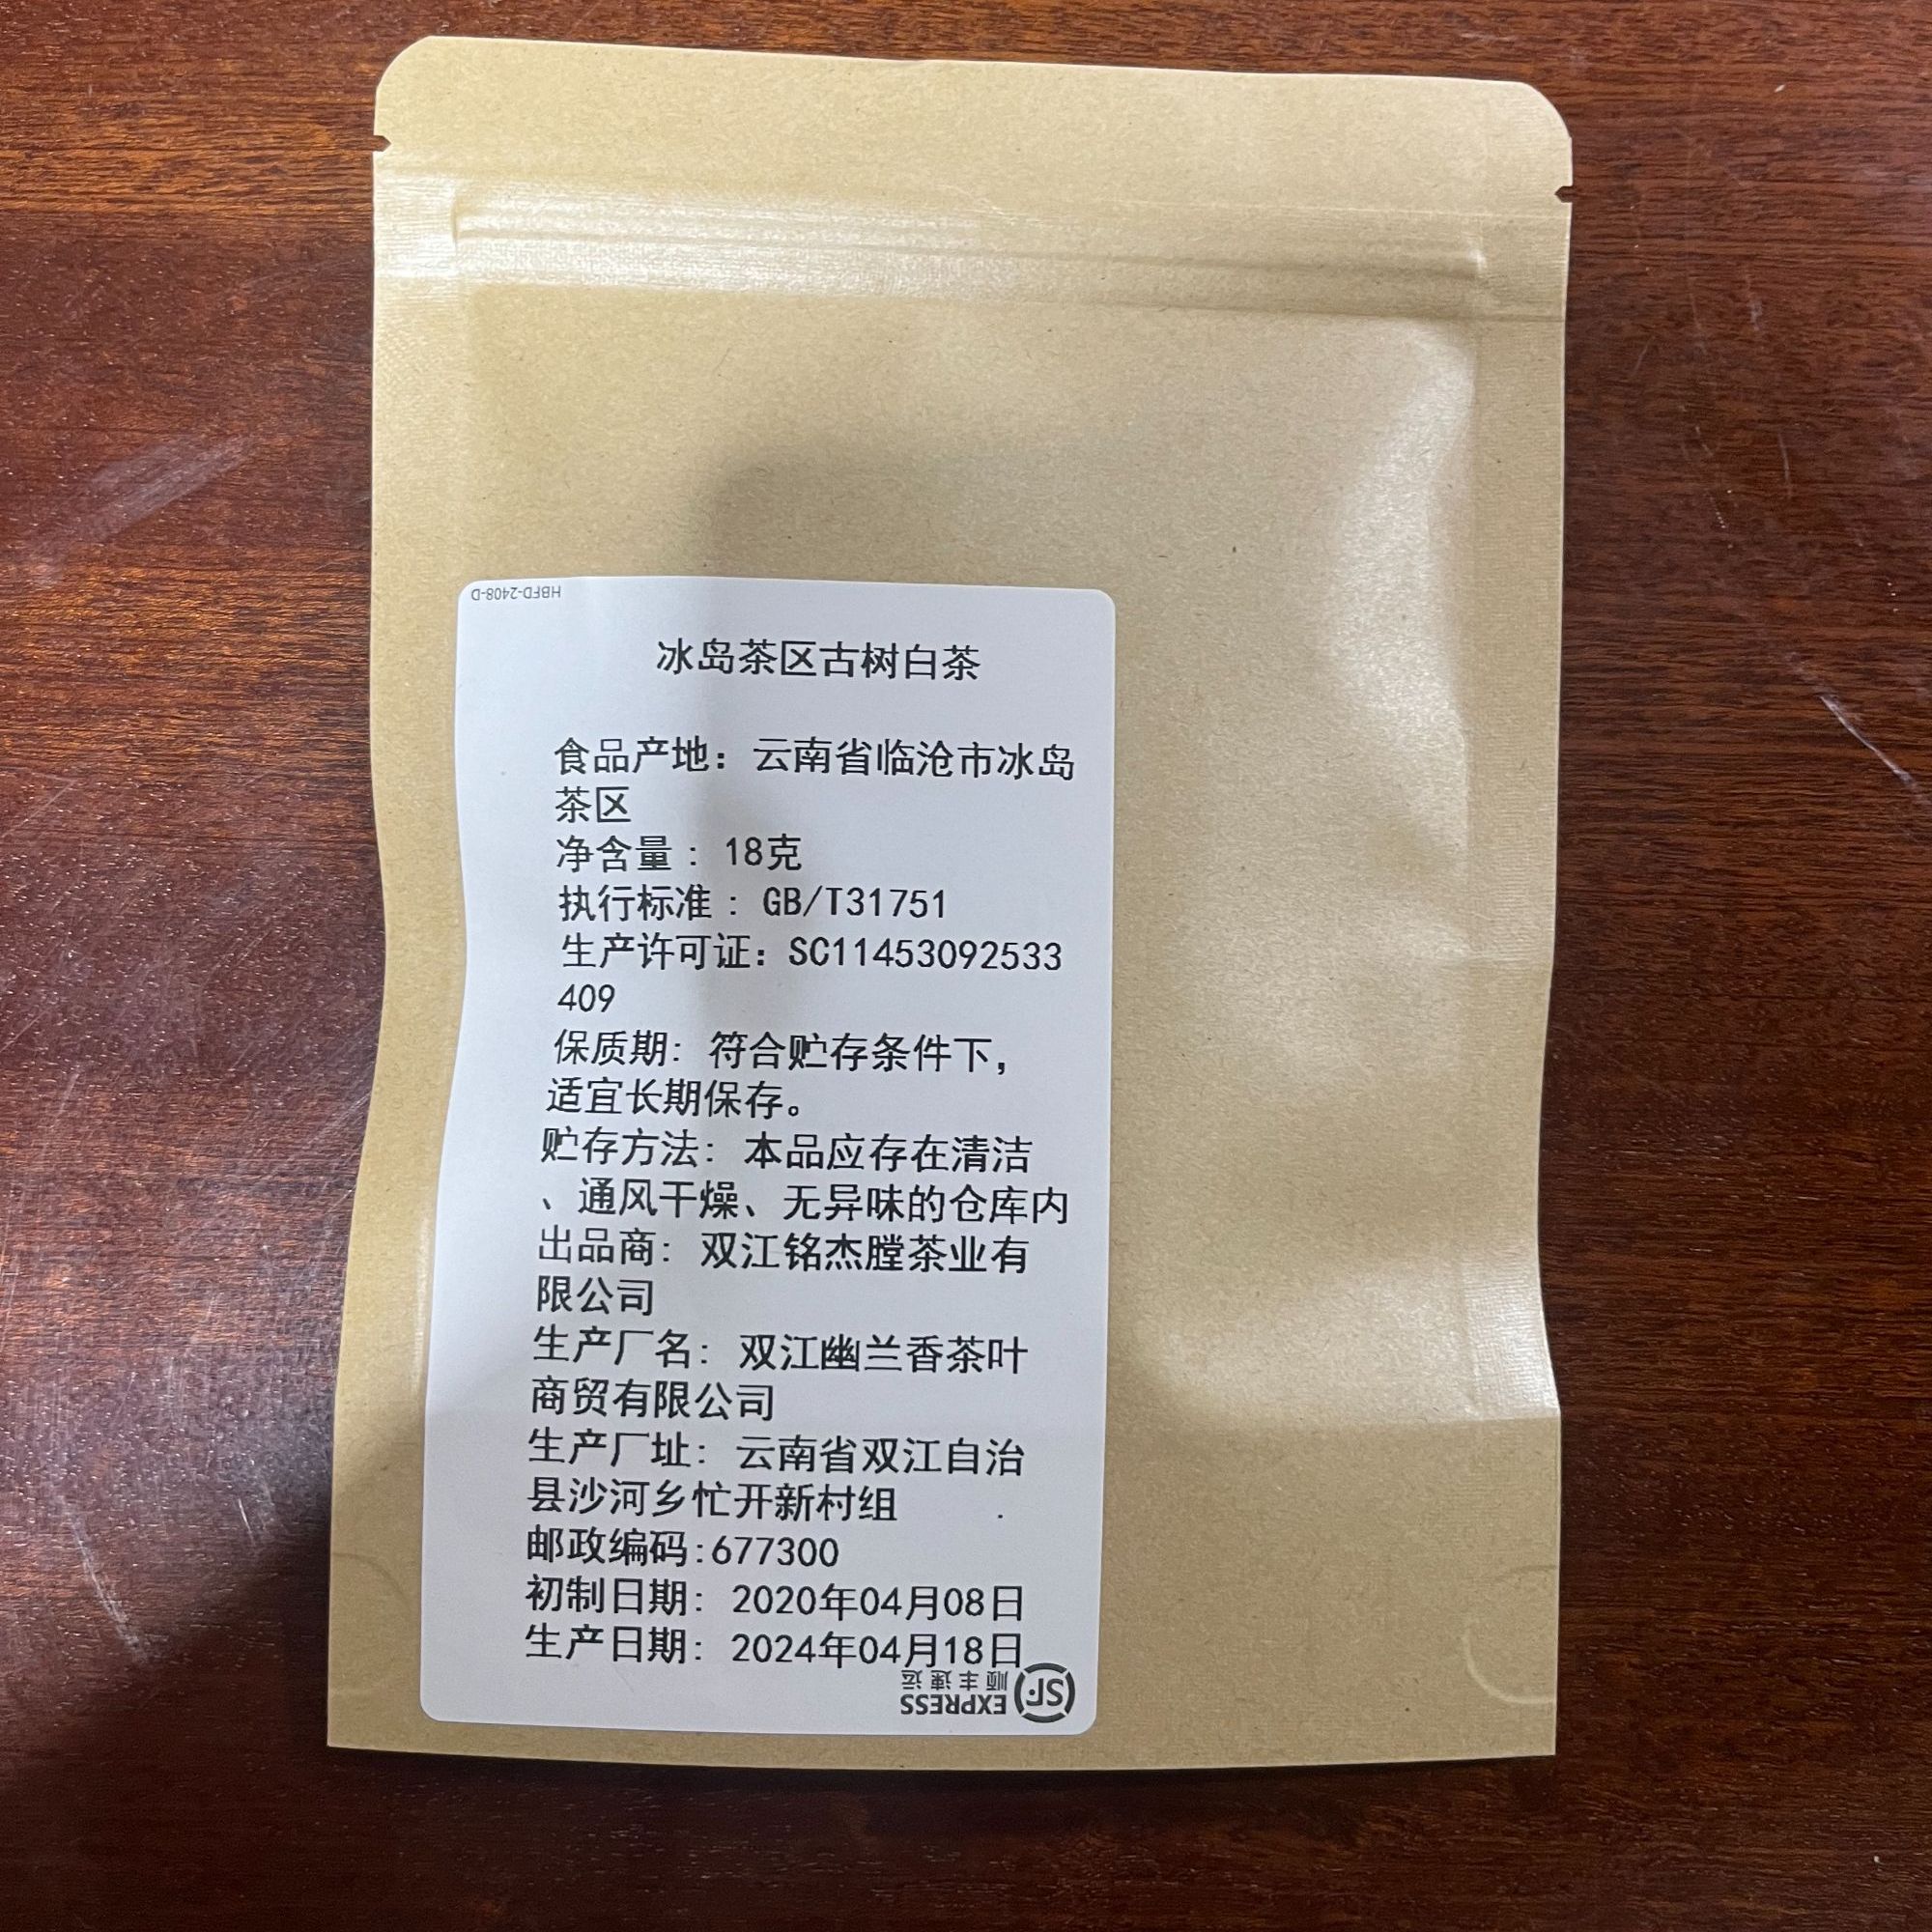 HBFD-2408-D
冰岛茶区古树白茶
食品产地：云南省临沧市冰岛
茶区
净含量：18克
执行标准：GB/T31751
生产许可证：SC11453092533
409
保质期：符合贮存条件下，
适宜长期保存。
贮存方法：本品应存在清洁
、通风干燥、无异味的仓库内
出品商：双江铭杰膛茶业有
限公司
生产厂名：双江幽兰香茶叶
商贸有限公司
生产厂址：云南省双江自治
县沙河乡忙开新村组
邮政编码:677300
初制日期：2020年04月08日
生产日期：2024年04月18日
SF EXPRESS
顺丰速运